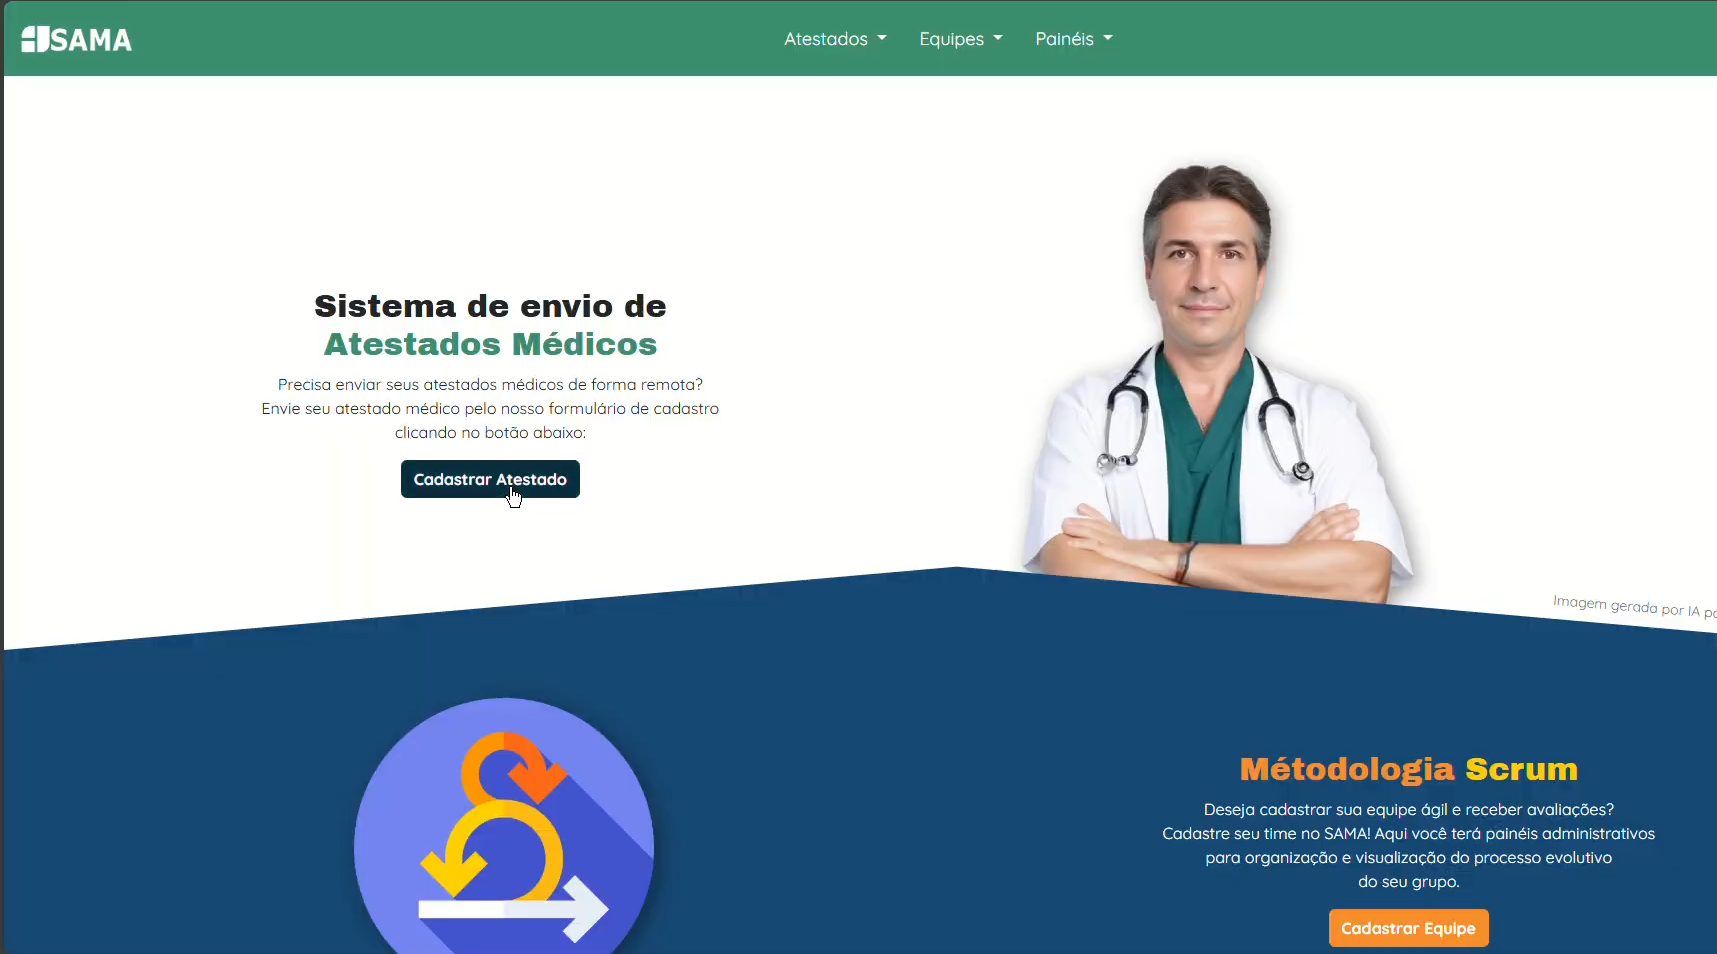 SAMA
Atestados Equipes Painéis
Sistema de envio de
Atestados Médicos
Precisa enviar seus atestados médicos de forma remota?
Envie seu atestado médico pelo nosso formulário de cadastro
clicando no botão abaixo:
Cadastrar Atestado
Imagem gerada por IA
Métodologia Scrum
Deseja cadastrar sua equipe ágil e receber avaliações?
Cadastre seu time no SAMA! Aqui você terá painéis administrativos
para organização e visualização do processo evolutivo
do seu grupo.
Cadastrar Equipe